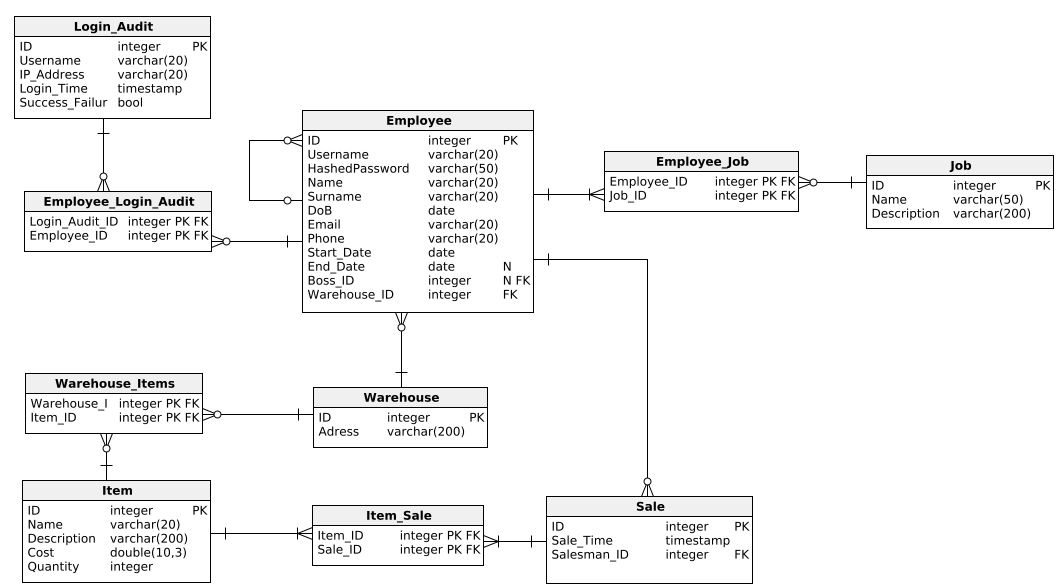 Login_Audit
ID integer PK
Username varchar(20)
IP_Address varchar(20)
Login_Time timestamp
Success_Failur bool
Employee
ID integer PK
Username varchar(20)
HashedPassword varchar(50)
Name varchar(20)
Surname varchar(20)
DoB date
Email varchar(20)
Phone varchar(20)
Start_Date date
End_Date date N
Boss_ID integer N FK
Warehouse_ID integer FK
Employee_Job
Employee_ID integer PK FK
Job_ID integer PK FK
Job
ID integer PK
Name varchar(50)
Description varchar(200)
Employee_Login_Audit
Login_Audit_ID integer PK FK
Employee_ID integer PK FK
Warehouse_Items
Warehouse_I integer PK FK
Item_ID integer PK FK
Warehouse
ID integer PK
Adress varchar(200)
Item
ID integer PK
Name varchar(20)
Description varchar(200)
Cost double(10,3)
Quantity integer
Item_Sale
Item_ID integer PK FK
Sale_ID integer PK FK
Sale
ID integer PK
Sale_Time timestamp
Salesman_ID integer FK